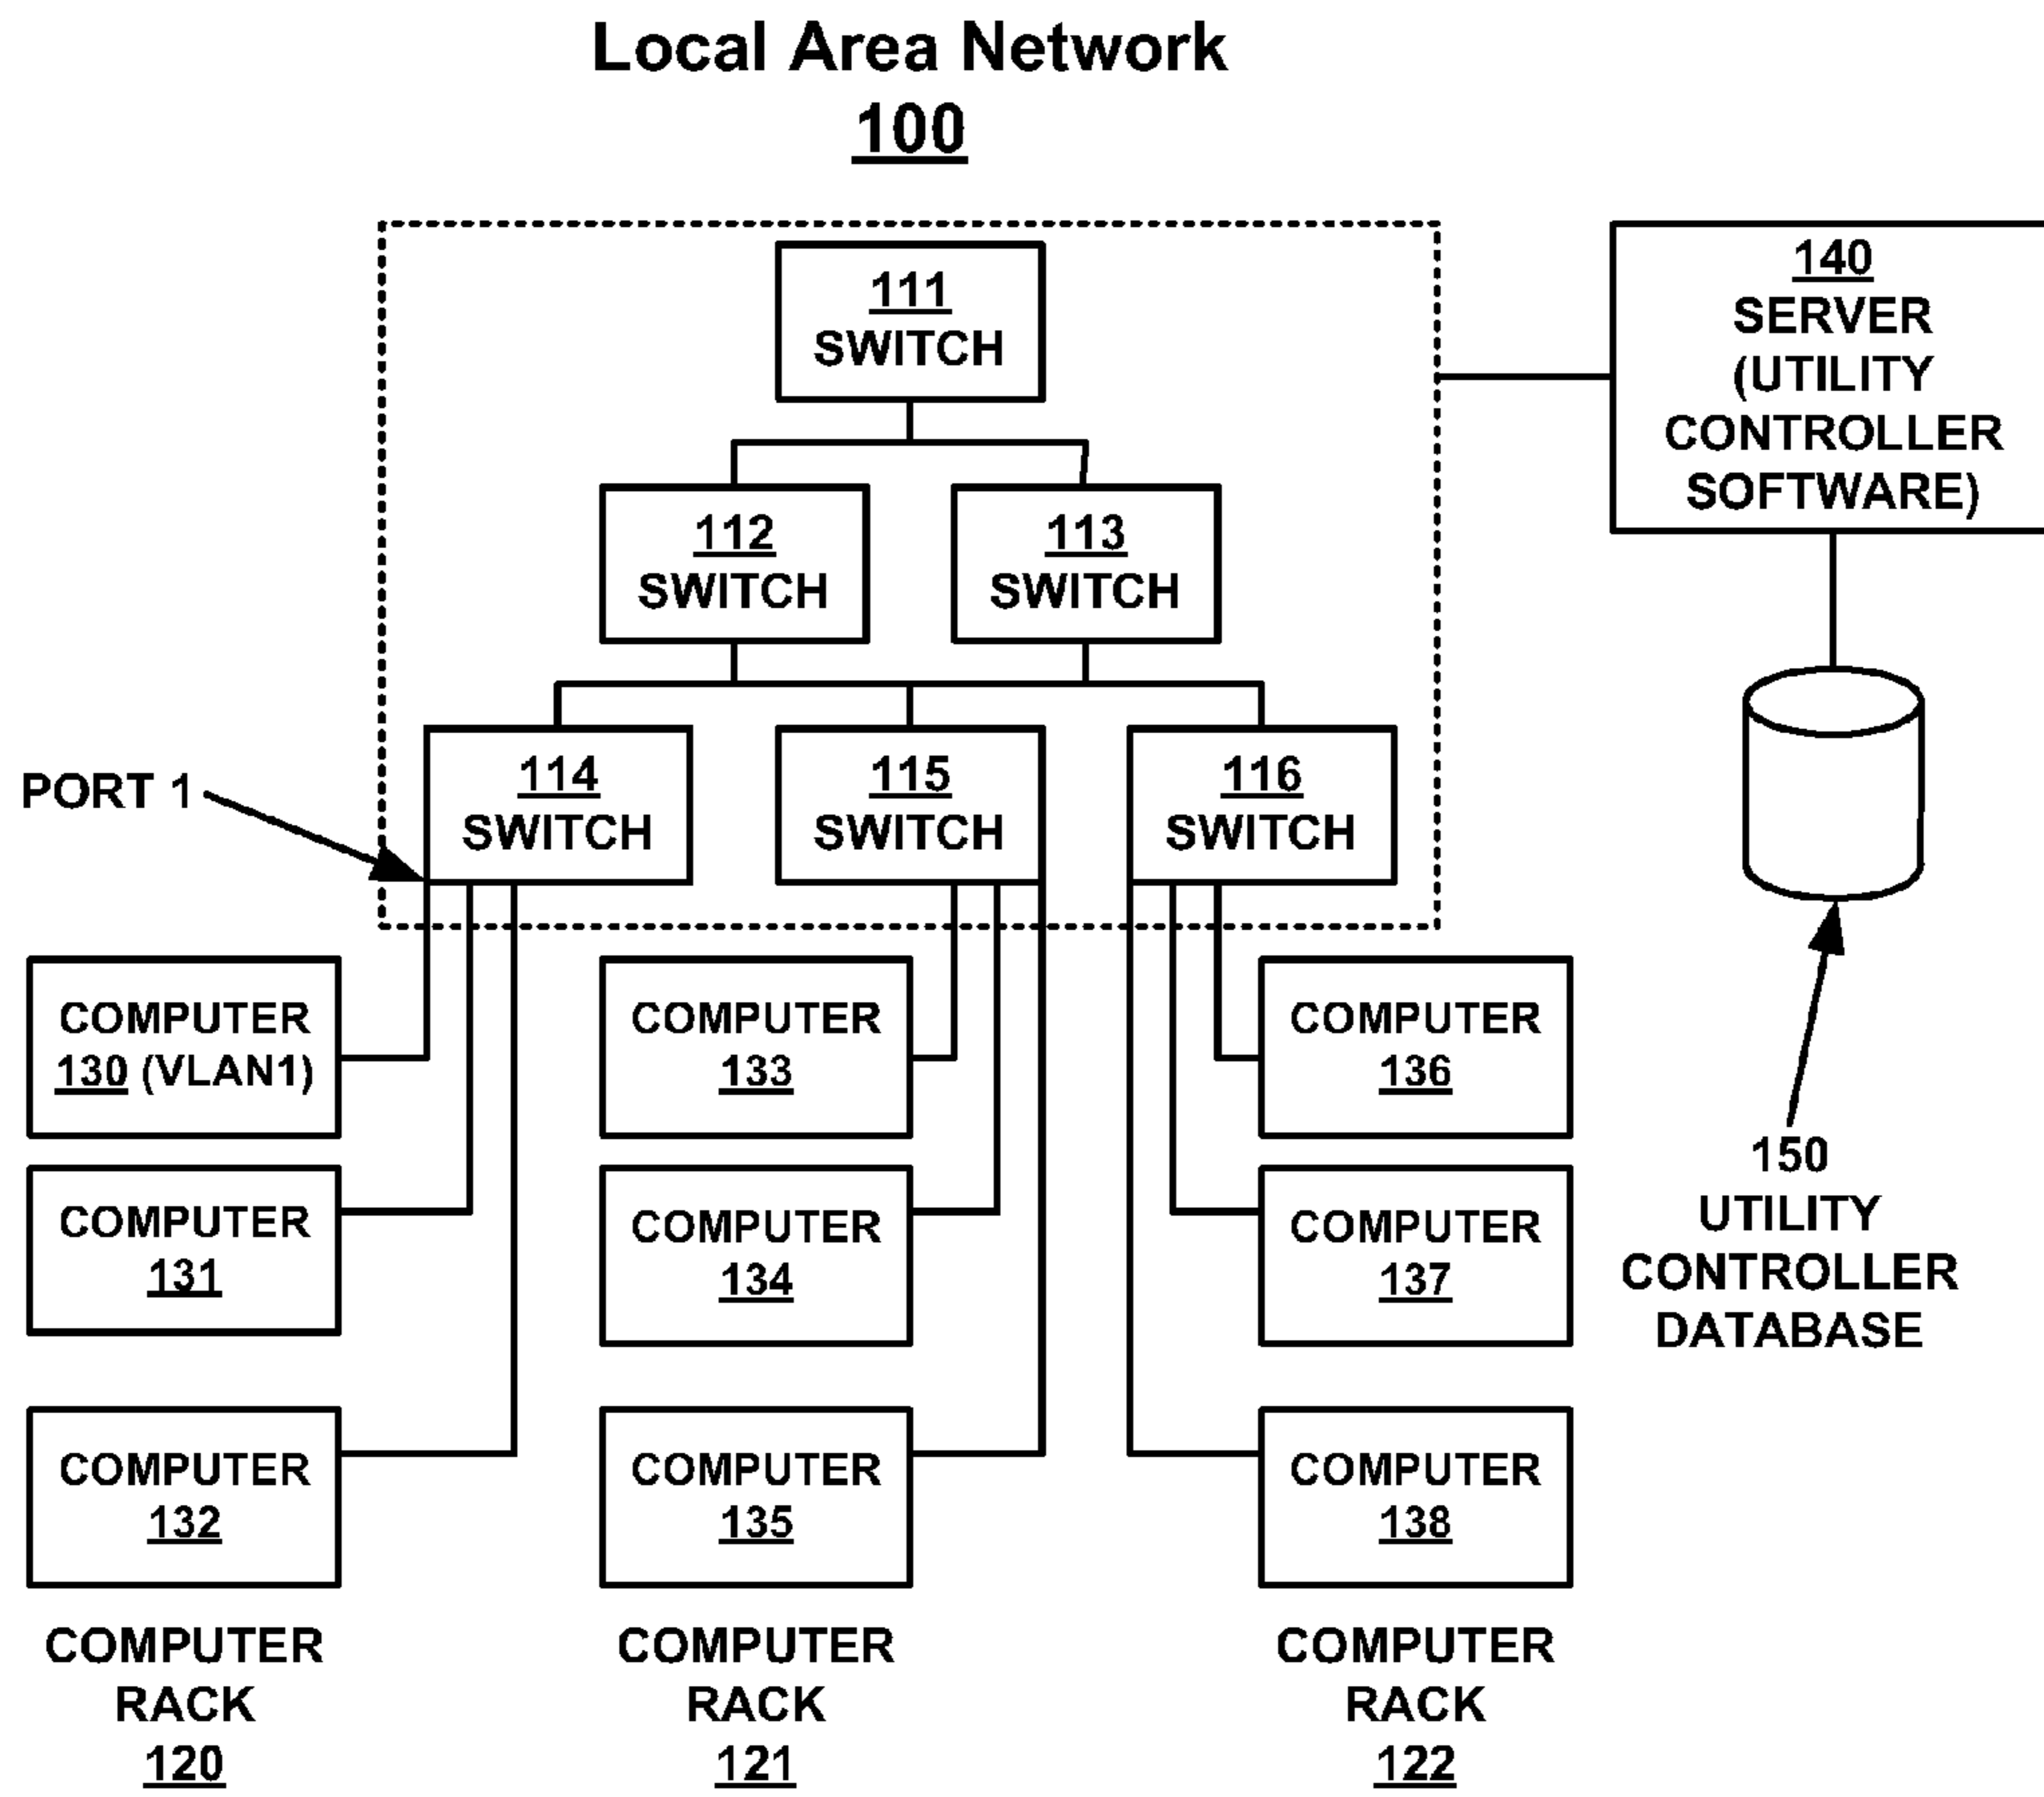 Local Area Network
100
111
SWITCH
140
SERVER
(UTILITY
CONTROLLER
SOFTWARE)
112
SWITCH
113
SWITCH
PORT 1
114
SWITCH
115
SWITCH
116
SWITCH
COMPUTER
130 (VLAN1)
COMPUTER
133
COMPUTER
136
150
UTILITY
CONTROLLER
DATABASE
COMPUTER
131
COMPUTER
134
COMPUTER
137
COMPUTER
132
COMPUTER
135
COMPUTER
138
COMPUTER
RACK
120
COMPUTER
RACK
121
COMPUTER
RACK
122